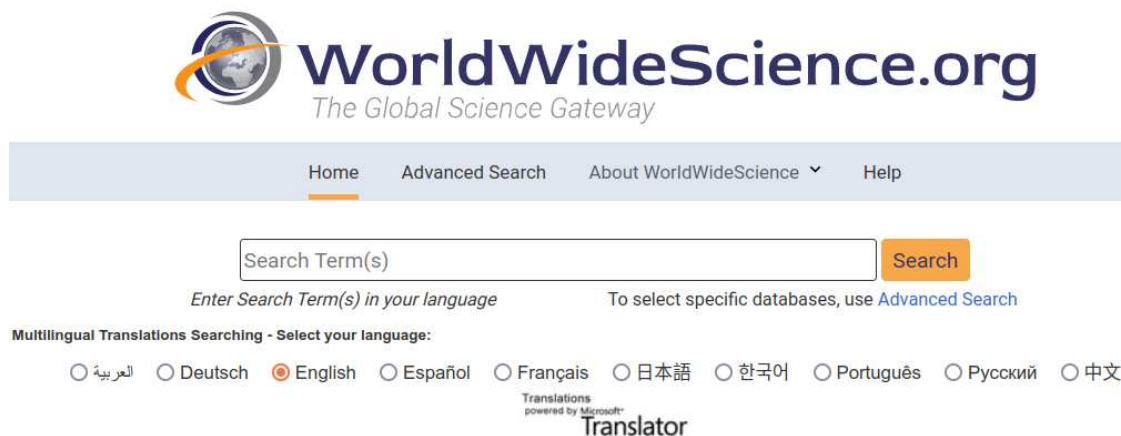 WorldWideScience.org
The Global Science Gateway
Home Advanced Search About WorldWideScience Help
Search Term(s) Search
Enter Search Term(s) in your language To select specific databases, use Advanced Search
Multilingual Translations Searching - Select your language:
العربية Deutsch English Español Français 日本語 한국어 Português Русский 中文
Translations
powered by Microsoft®
Translator